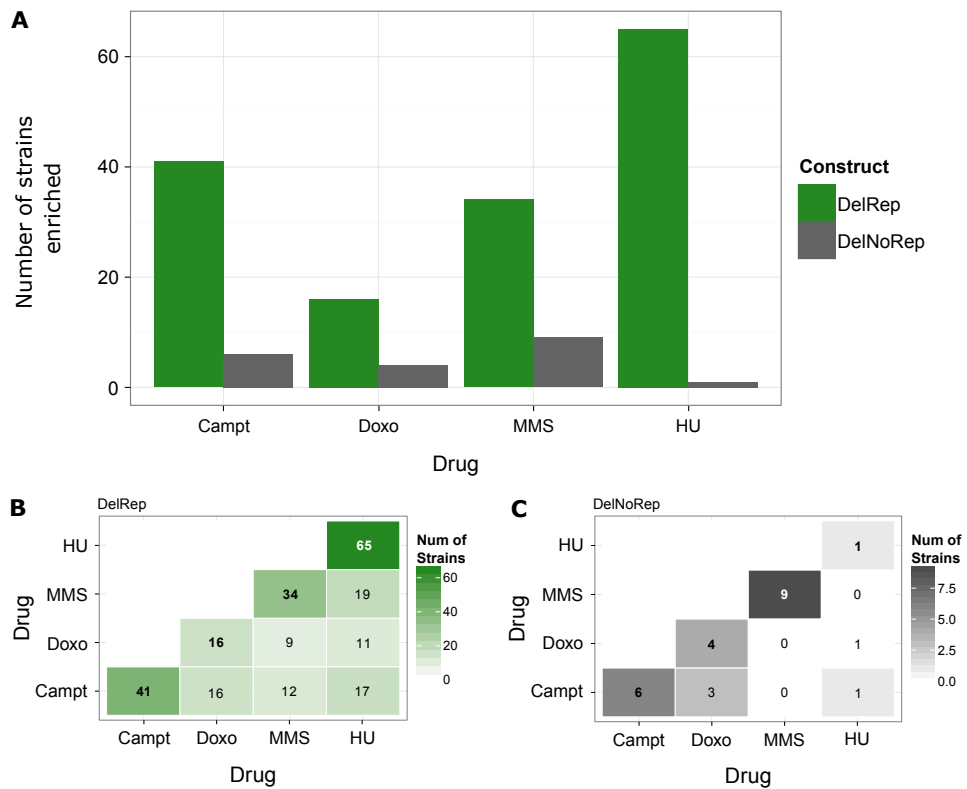 A
Number of strains
enriched
60
40
20
0
Campt Doxo MMS HU
Drug
Construct
DelRep
DelNoRep
B
DelRep
Drug
HU 65
MMS 34 19
Doxo 16 9 11
Campt 41 16 12 17
Campt Doxo MMS HU
Drug
Num of
Strains
60
40
20
0
C
DelNoRep
Drug
HU 1
MMS 9 0
Doxo 4 0 1
Campt 6 3 0 1
Campt Doxo MMS HU
Drug
Num of
Strains
7.5
5.0
2.5
0.0